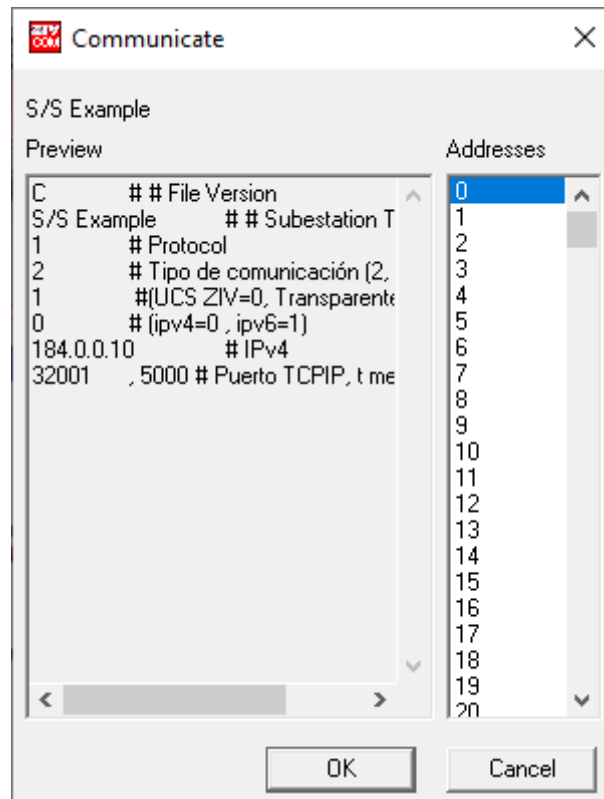 Communicate
S/S Example
Preview
Addresses
C # # File Version
S/S Example # # Subestation T
1 # Protocol
2 # Tipo de comunicación (2,
1 #(UCS ZIV=0, Transparente
0 # (ipv4=0 , ipv6=1)
184.0.0.10 # IPv4
32001 , 5000 # Puerto TCPIP, t me
0
1
2
3
4
5
6
7
8
9
10
11
12
13
14
15
16
17
18
19
20
OK
Cancel